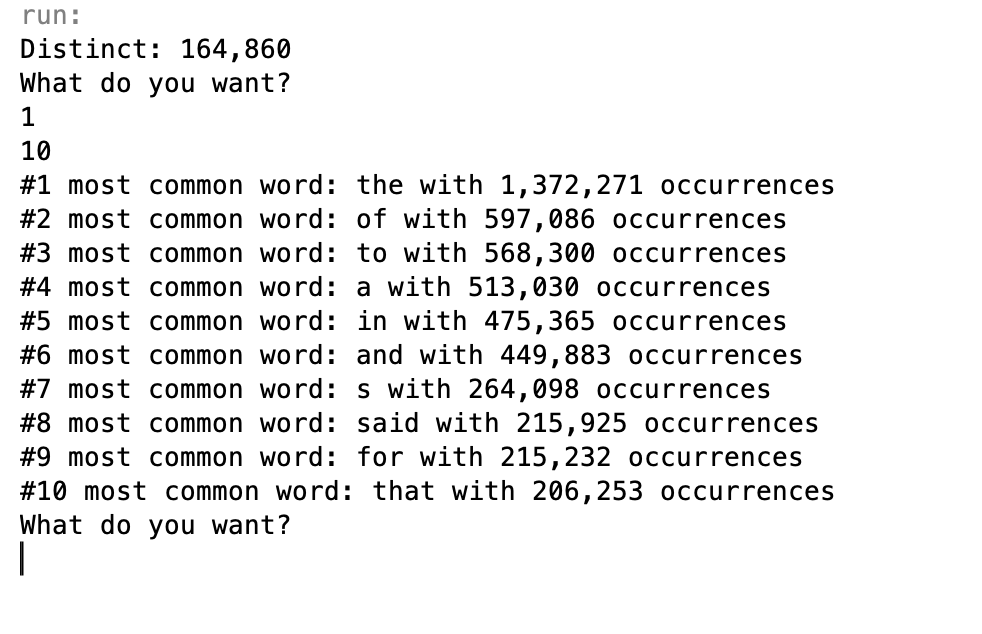 run:
Distinct: 164,860
What do you want?
1
10
#1 most common word: the with 1,372,271 occurrences
#2 most common word: of with 597,086 occurrences
#3 most common word: to with 568,300 occurrences
#4 most common word: a with 513,030 occurrences
#5 most common word: in with 475,365 occurrences
#6 most common word: and with 449,883 occurrences
#7 most common word: s with 264,098 occurrences
#8 most common word: said with 215,925 occurrences
#9 most common word: for with 215,232 occurrences
#10 most common word: that with 206,253 occurrences
What do you want?